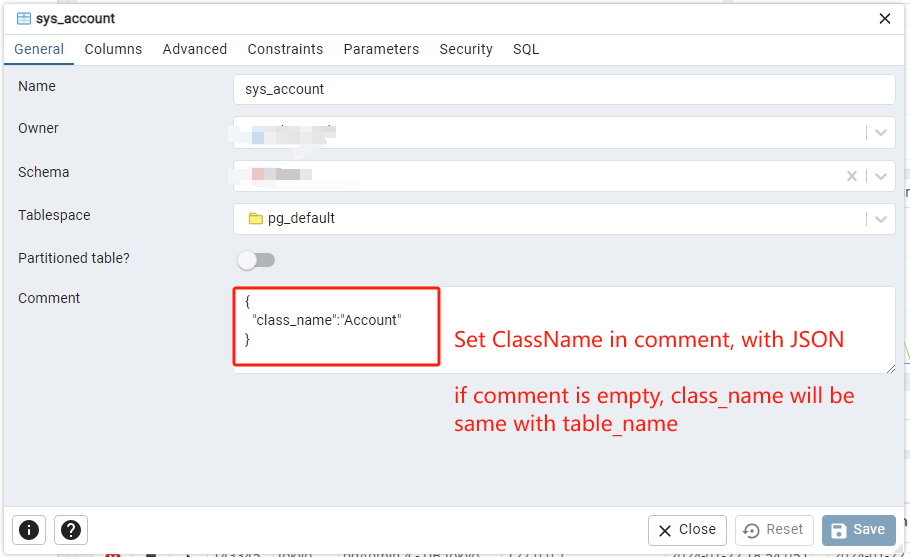 sys_account
General Columns Advanced Constraints Parameters Security SQL
Name
sys_account
Owner
Schema
Tablespace
pg_default
Partitioned table?
Comment
{
"class_name":"Account"
}
Set ClassName in comment, with JSON
if comment is empty, class_name will be
same with table_name
Close Reset Save